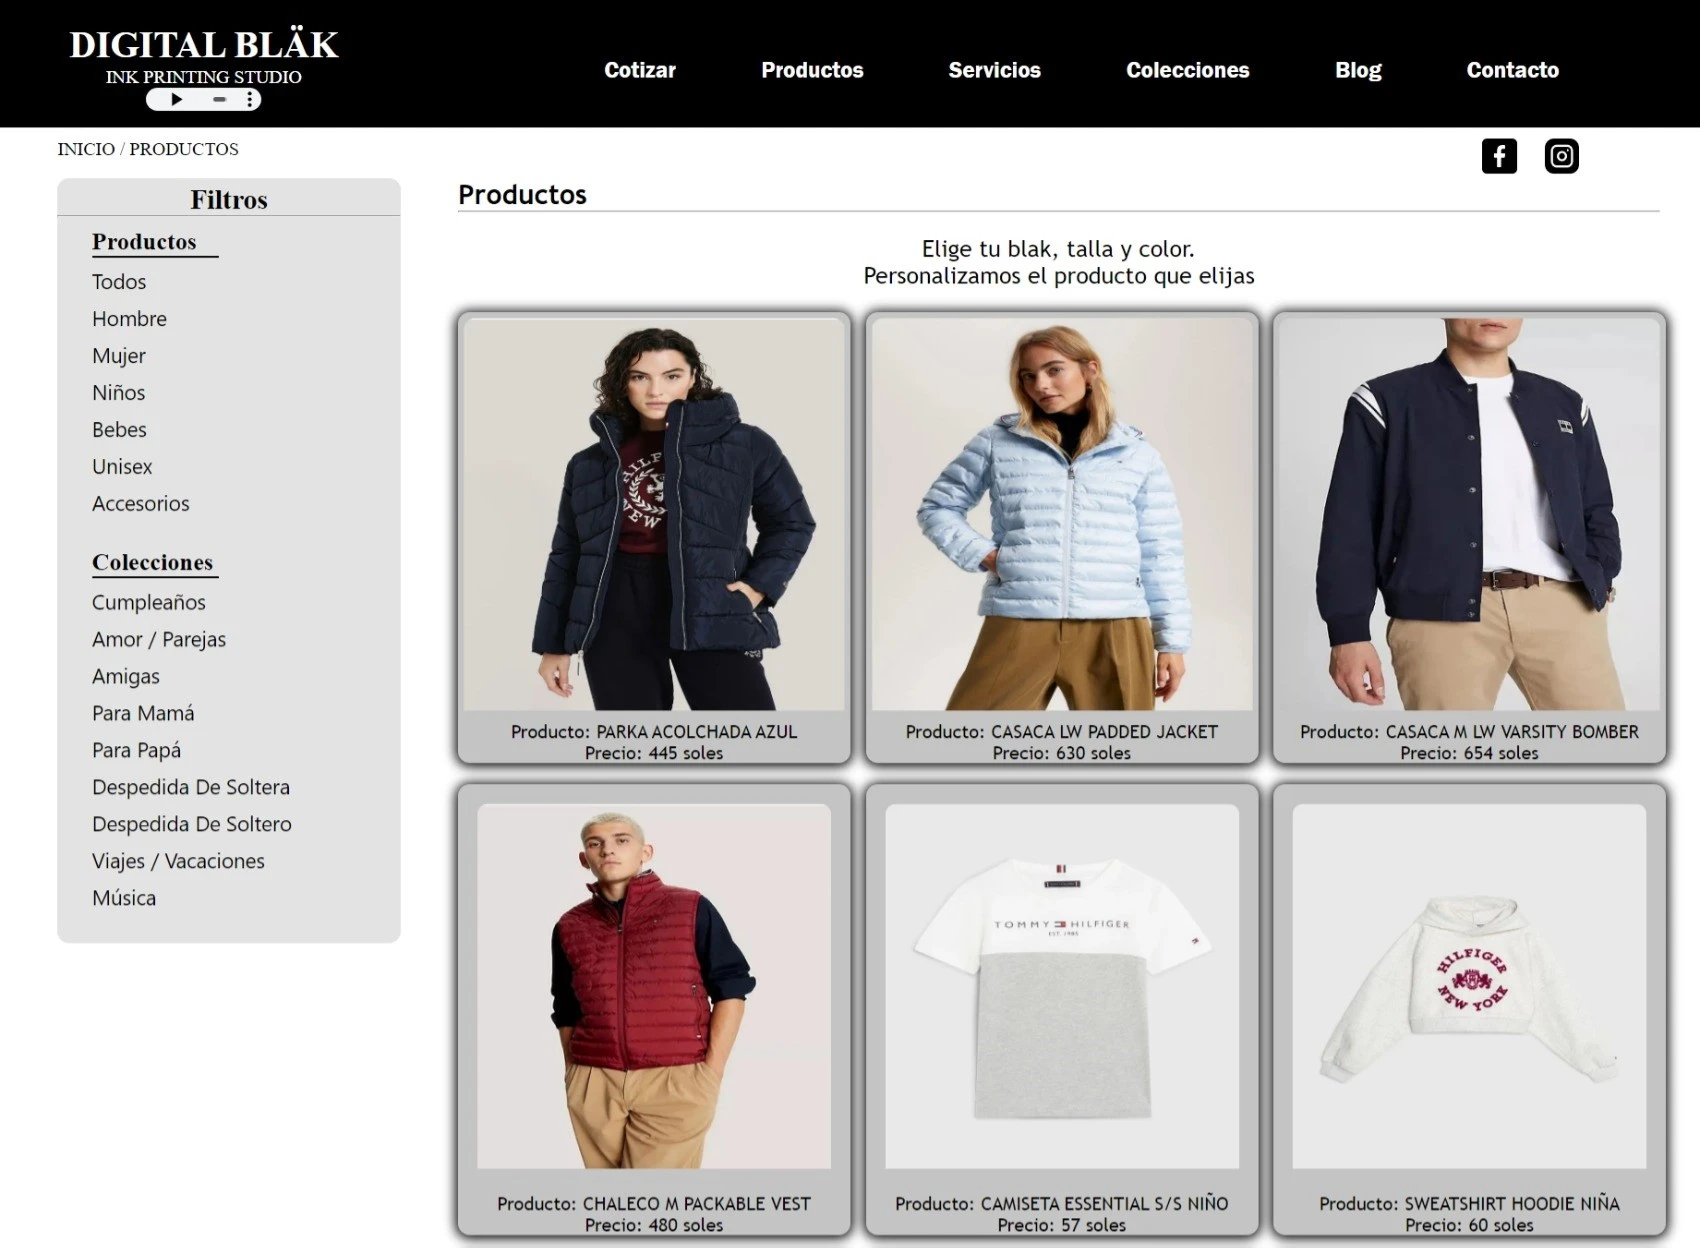 DIGITAL BLÄK
INK PRINTING STUDIO
Cotizar
Productos
Servicios
Colecciones
Blog
Contacto
INICIO / PRODUCTOS
Filtros
Productos
Todos
Hombre
Mujer
Niños
Bebes
Unisex
Accesorios
Colecciones
Cumpleaños
Amor / Parejas
Amigas
Para Mamá
Para Papá
Despedida De Soltera
Despedida De Soltero
Viajes / Vacaciones
Música
Productos
Elige tu blak, talla y color.
Personalizamos el producto que elijas
HILF
NEW
Producto: PARKA ACOLCHADA AZUL
Precio: 445 soles
Producto: CASACA LW PADDED JACKET
Precio: 630 soles
Producto: CASACA M LW VARSITY BOMBER
Precio: 654 soles
Producto: CHALECO M PACKABLE VEST
Precio: 480 soles
TOMMY HILFIGER
EST. 1985
Producto: CAMISETA ESSENTIAL S/S NIÑO
Precio: 57 soles
HILFIGER
NEW YORK
Producto: SWEATSHIRT HOODIE NIÑA
Precio: 60 soles